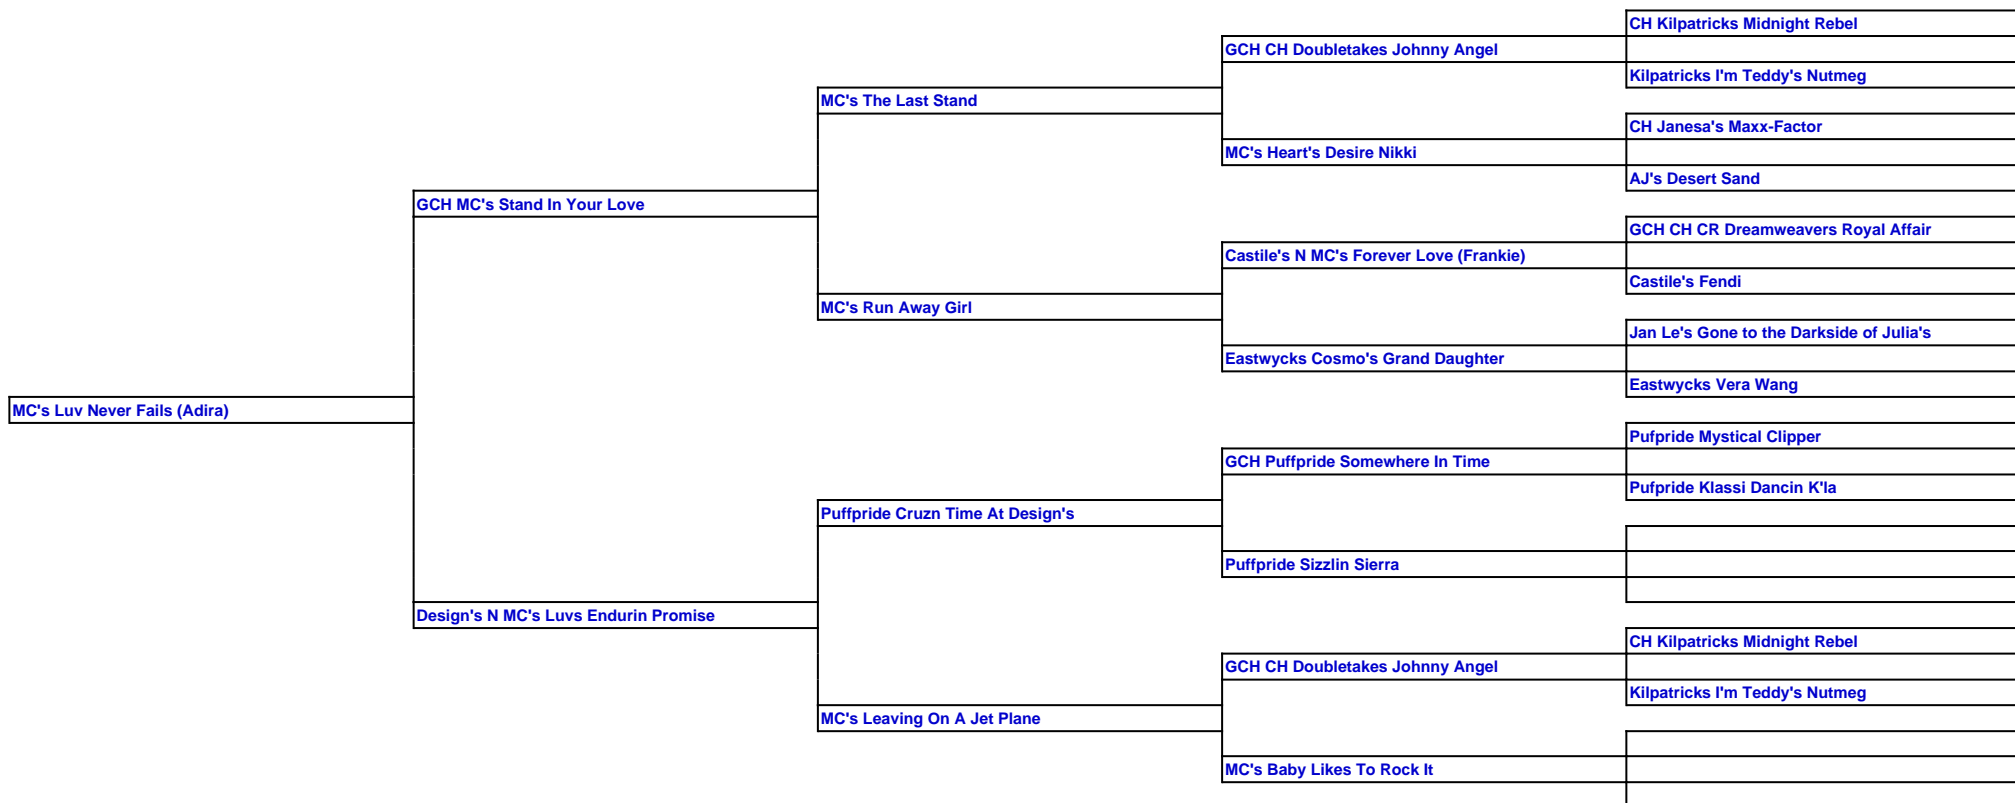 CH Kilpatricks Midnight Rebel
GCH CH Doubletakes Johnny Angel
Kilpatricks I'm Teddy's Nutmeg
MC's The Last Stand
CH Janesa's Maxx-Factor
MC's Heart's Desire Nikki
AJ's Desert Sand
GCH MC's Stand In Your Love
GCH CH CR Dreamweavers Royal Affair
Castile's N MC's Forever Love (Frankie)
Castile's Fendi
MC's Run Away Girl
Jan Le's Gone to the Darkside of Julia's
Eastwycks Cosmo's Grand Daughter
Eastwycks Vera Wang
MC's Luv Never Fails (Adira)
Pufpride Mystical Clipper
GCH Puffpride Somewhere In Time
Pufpride Klassi Dancin K'la
Puffpride Cruzn Time At Design's
Puffpride Sizzlin Sierra
Design's N MC's Luvs Endurin Promise
CH Kilpatricks Midnight Rebel
GCH CH Doubletakes Johnny Angel
Kilpatricks I'm Teddy's Nutmeg
MC's Leaving On A Jet Plane
MC's Baby Likes To Rock It